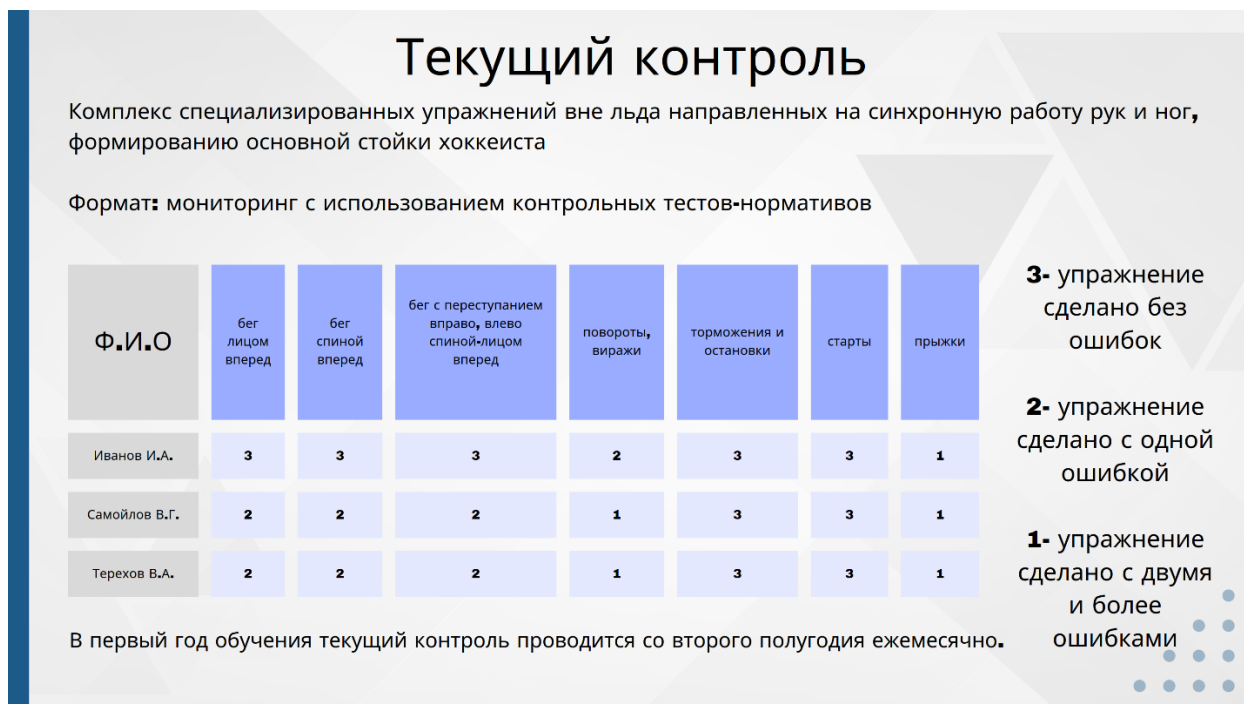 Текущий контроль
Комплекс специализированных упражнений вне льда направленных на синхронную работу рук и ног,
формированию основной стойки хоккеиста
Формат: мониторинг с использованием контрольных тестов-нормативов
Ф.И.О
бег
лицом
вперед
бег
спиной
вперед
бег с переступанием
вправо, влево
спиной-лицом
вперед
повороты,
виражи
торможения и
остановки
старты
прыжки
Иванов И.А. 3 3 3 2 3 3 1
Самойлов В.Г. 2 2 2 1 3 3 1
Терехов В.А. 2 2 2 1 3 3 1
3- упражнение
сделано без
ошибок
2- упражнение
сделано с одной
ошибкой
1- упражнение
сделано с двумя
и более
ошибками
В первый год обучения текущий контроль проводится со второго полугодия ежемесячно.